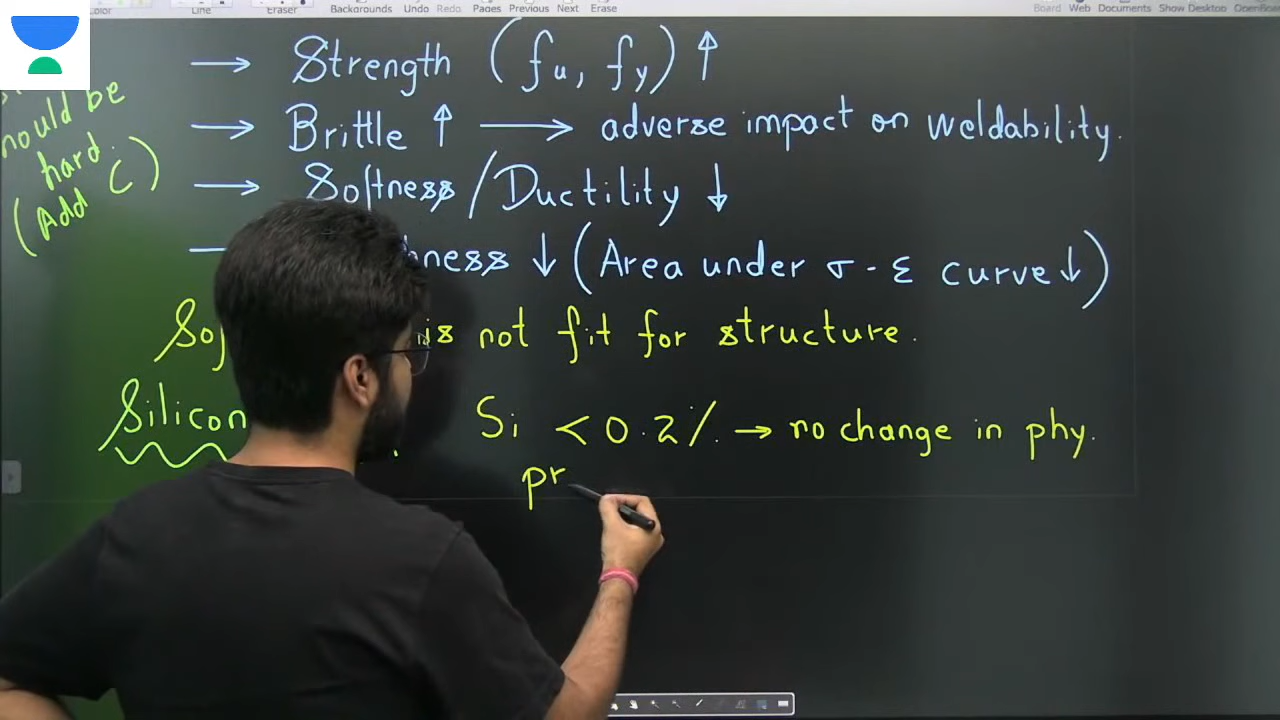 Color Line Eraser Backgrounds Undo Redo Pages Previous Next Erase Board Web Documents Show Desktop OpenBoa
→ Strength (fu, fy) ↑
→ Brittle ↑ → adverse impact on weldability.
→ Softness/Ductility ↓
hness ↓ (Area under σ-ε curve ↓)
hould be
hard.
(Add C)
is not fit for structure.
Silicon
Si < 0.2% → no change in phy.
pr